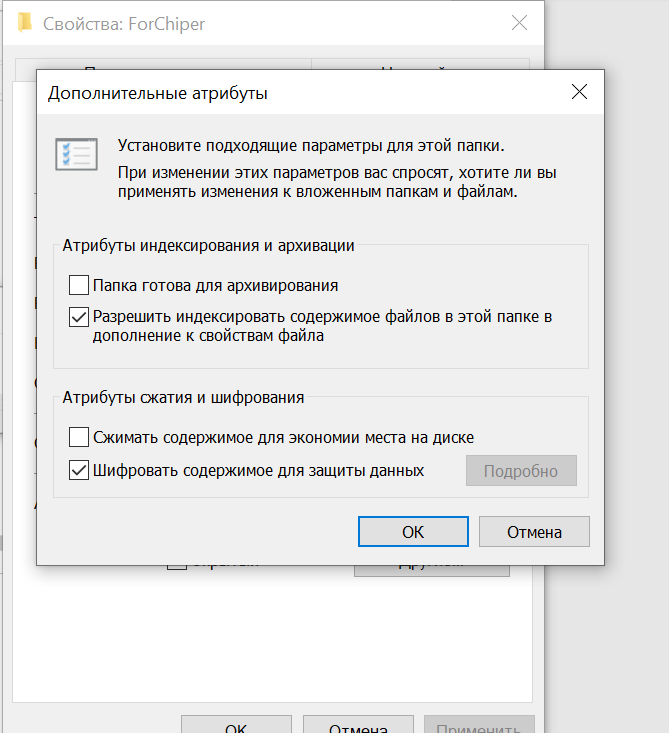 Свойства: ForChiper
Дополнительные атрибуты
Установите подходящие параметры для этой папки.
При изменении этих параметров вас спросят, хотите ли вы
применять изменения к вложенным папкам и файлам.
Атрибуты индексирования и архивации
Папка готова для архивирования
Разрешить индексировать содержимое файлов в этой папке в
дополнение к свойствам файла
Атрибуты сжатия и шифрования
Сжимать содержимое для экономии места на диске
Шифровать содержимое для защиты данных
Подробно
ОК
Отмена
ОК
Отмена
Применить